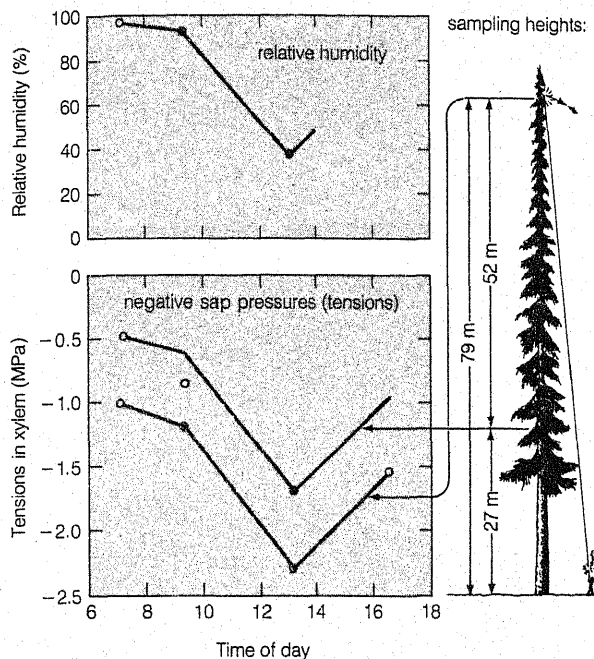 sampling heights:
relative humidity
Relative humidity (%)
100
80
60
40
20
0
negative sap pressures (tensions)
Tensions in xylem (MPa)
0
−0.5
−1.0
−1.5
−2.0
−2.5
6
8
10
12
14
16
18
Time of day
79 m
52 m
27 m